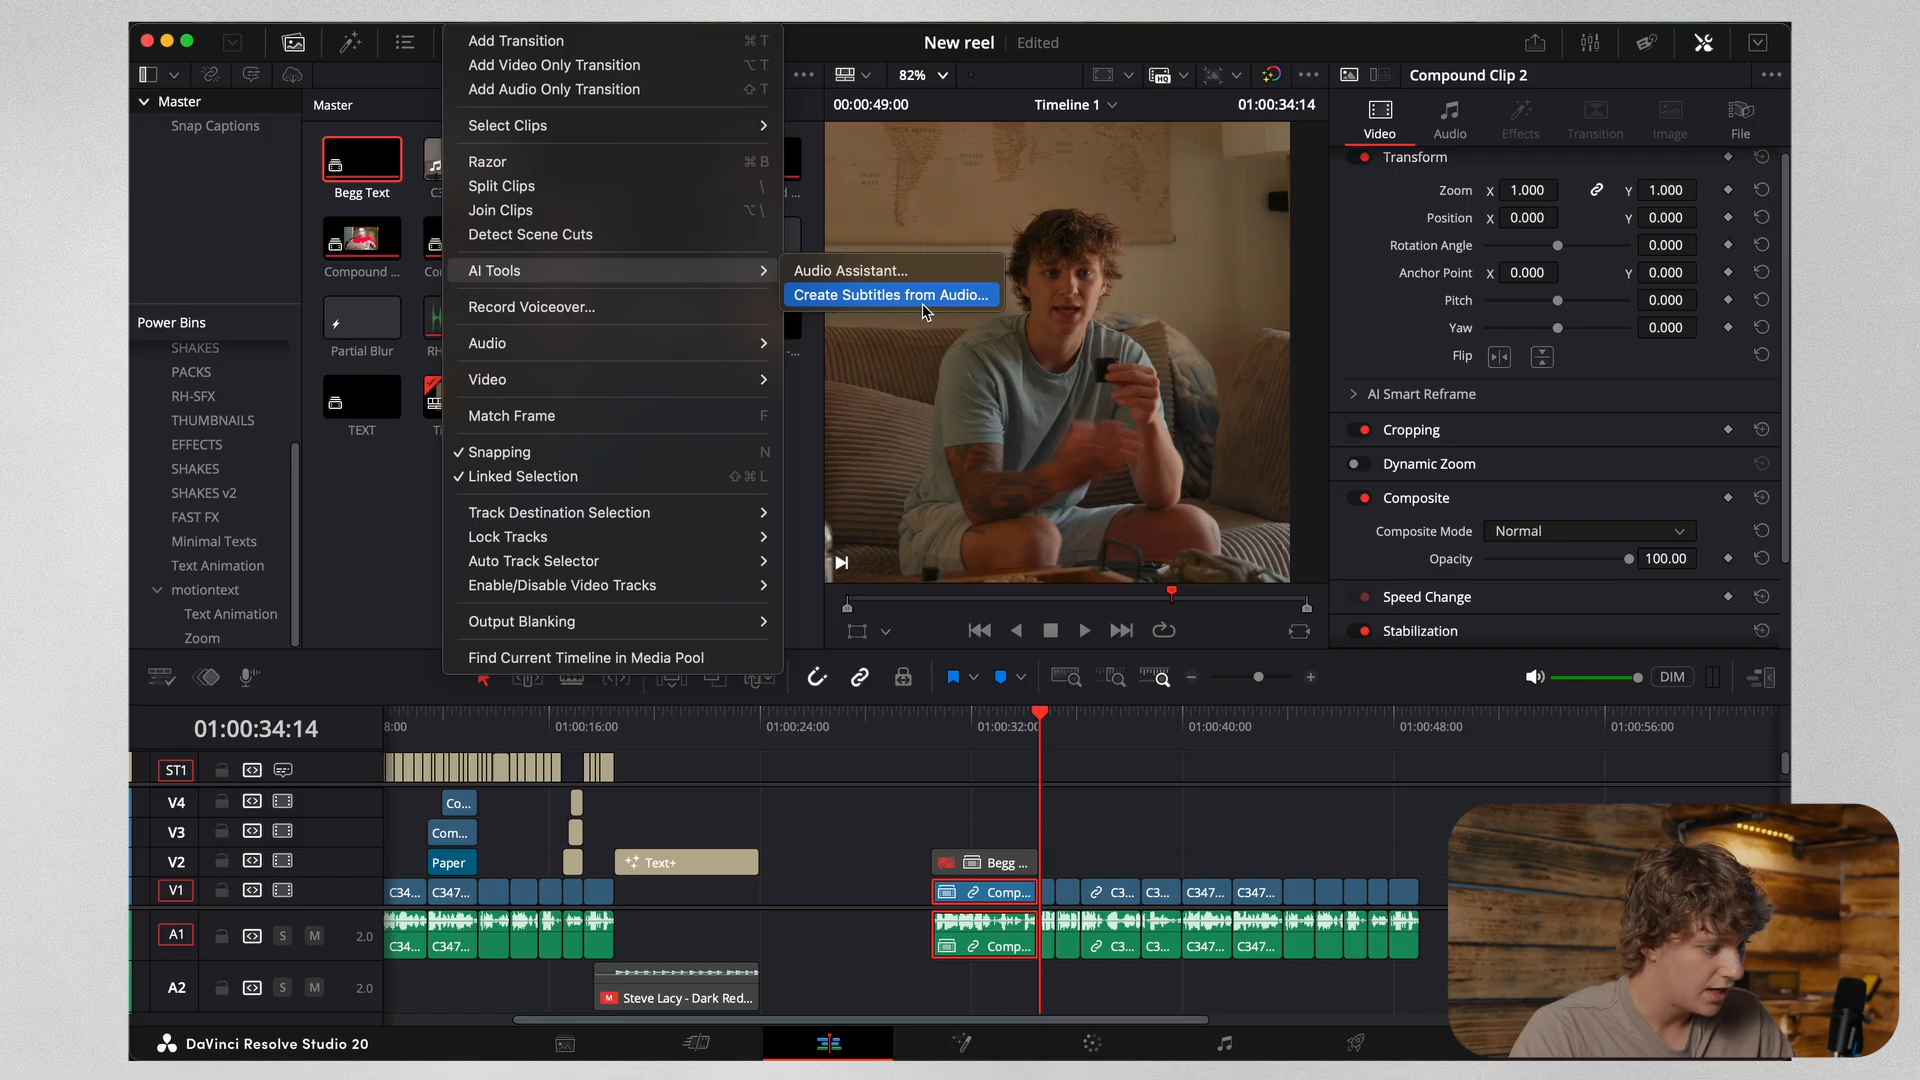 New reel
Edited
82%
Compound Clip 2
Master
Snap Captions
Master
Begg Text
Compound ...
Partial Blur
TEXT
Power Bins
SHAKES
PACKS
RH-SFX
THUMBNAILS
EFFECTS
SHAKES
SHAKES v2
FAST FX
Minimal Texts
Text Animation
motiontext
Text Animation
Zoom
Add Transition ⌘ T
Add Video Only Transition ⌥ T
Add Audio Only Transition ⇧ T
Select Clips
Razor ⌘ B
Split Clips \
Join Clips ⌥ \
Detect Scene Cuts
AI Tools
Record Voiceover...
Audio
Video
Match Frame F
✓ Snapping N
✓ Linked Selection ⇧ ⌘ L
Track Destination Selection
Lock Tracks
Auto Track Selector
Enable/Disable Video Tracks
Output Blanking
Find Current Timeline in Media Pool
Audio Assistant...
Create Subtitles from Audio...
00:00:49:00
Timeline 1
01:00:34:14
Video
Audio
Effects
Transition
Image
File
Transform
Zoom X 1.000 Y 1.000
Position X 0.000 Y 0.000
Rotation Angle 0.000
Anchor Point X 0.000 Y 0.000
Pitch 0.000
Yaw 0.000
Flip
AI Smart Reframe
Cropping
Dynamic Zoom
Composite
Composite Mode Normal
Opacity 100.00
Speed Change
Stabilization
DIM
01:00:34:14
8:00
01:00:16:00
01:00:24:00
01:00:32:00
01:00:40:00
01:00:48:00
01:00:56:00
ST1
V4
Co...
V3
Com...
V2
Paper
Text+
Begg ...
V1
C34...
C347...
Comp...
C3...
C3...
C347...
C347...
A1
S
M
2.0
C34...
C347...
Comp...
C3...
C3...
C347...
C347...
A2
S
M
2.0
M
Steve Lacy - Dark Red...
DaVinci Resolve Studio 20